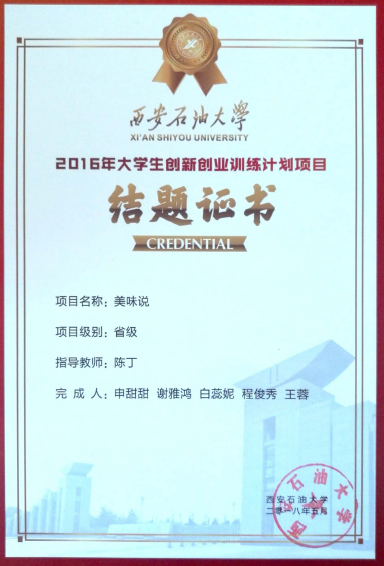 西安石油大学
XI'AN SHIYOU UNIVERSITY
2016年大学生创新创业训练计划项目
结题证书
CREDENTIAL
项目名称：美味说
项目级别：省级
指导教师：陈丁
完 成 人：申甜甜 谢雅鸿 白蕊妮 程俊秀 王蓉
西安石油大学
二〇一八年五月
西安石油大学